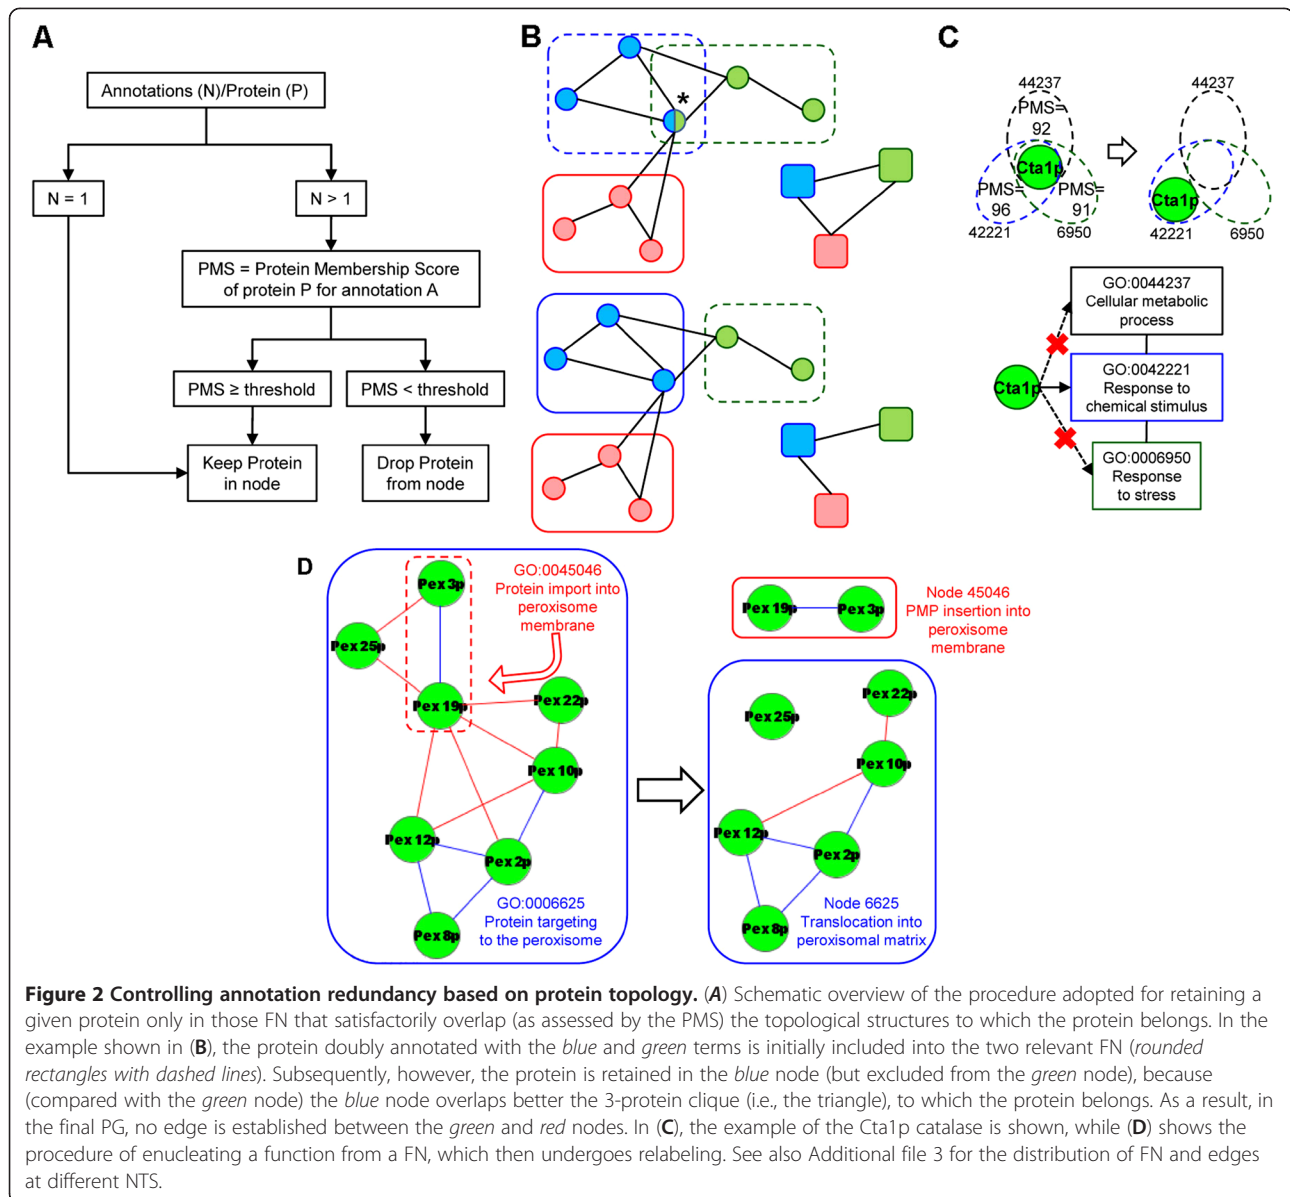 A
Annotations (N)/Protein (P)
N = 1
N > 1
PMS = Protein Membership Score
of protein P for annotation A
PMS ≥ threshold
PMS < threshold
Keep Protein
in node
Drop Protein
from node
B
*
C
44237
PMS=
92
Cta1p
PMS=
96
PMS=
91
42221
6950
44237
Cta1p
42221
6950
GO:0044237
Cellular metabolic
process
Cta1p
GO:0042221
Response to
chemical stimulus
GO:0006950
Response
to stress
D
Pex3p
GO:0045046
Protein import into
peroxisome
membrane
Pex25p
Pex19p
Pex22p
Pex10p
Pex12p
Pex2p
Pex8p
GO:0006625
Protein targeting
to the peroxisome
Pex19p
Pex3p
Node 45046
PMP insertion into
peroxisome
membrane
Pex22p
Pex25p
Pex10p
Pex12p
Pex2p
Pex8p
Node 6625
Translocation into
peroxisomal matrix
Figure 2 Controlling annotation redundancy based on protein topology. (A) Schematic overview of the procedure adopted for retaining a
given protein only in those FN that satisfactorily overlap (as assessed by the PMS) the topological structures to which the protein belongs. In the
example shown in (B), the protein doubly annotated with the blue and green terms is initially included into the two relevant FN (rounded
rectangles with dashed lines). Subsequently, however, the protein is retained in the blue node (but excluded from the green node), because
(compared with the green node) the blue node overlaps better the 3-protein clique (i.e., the triangle), to which the protein belongs. As a result, in
the final PG, no edge is established between the green and red nodes. In (C), the example of the Cta1p catalase is shown, while (D) shows the
procedure of enucleating a function from a FN, which then undergoes relabeling. See also Additional file 3 for the distribution of FN and edges
at different NTS.